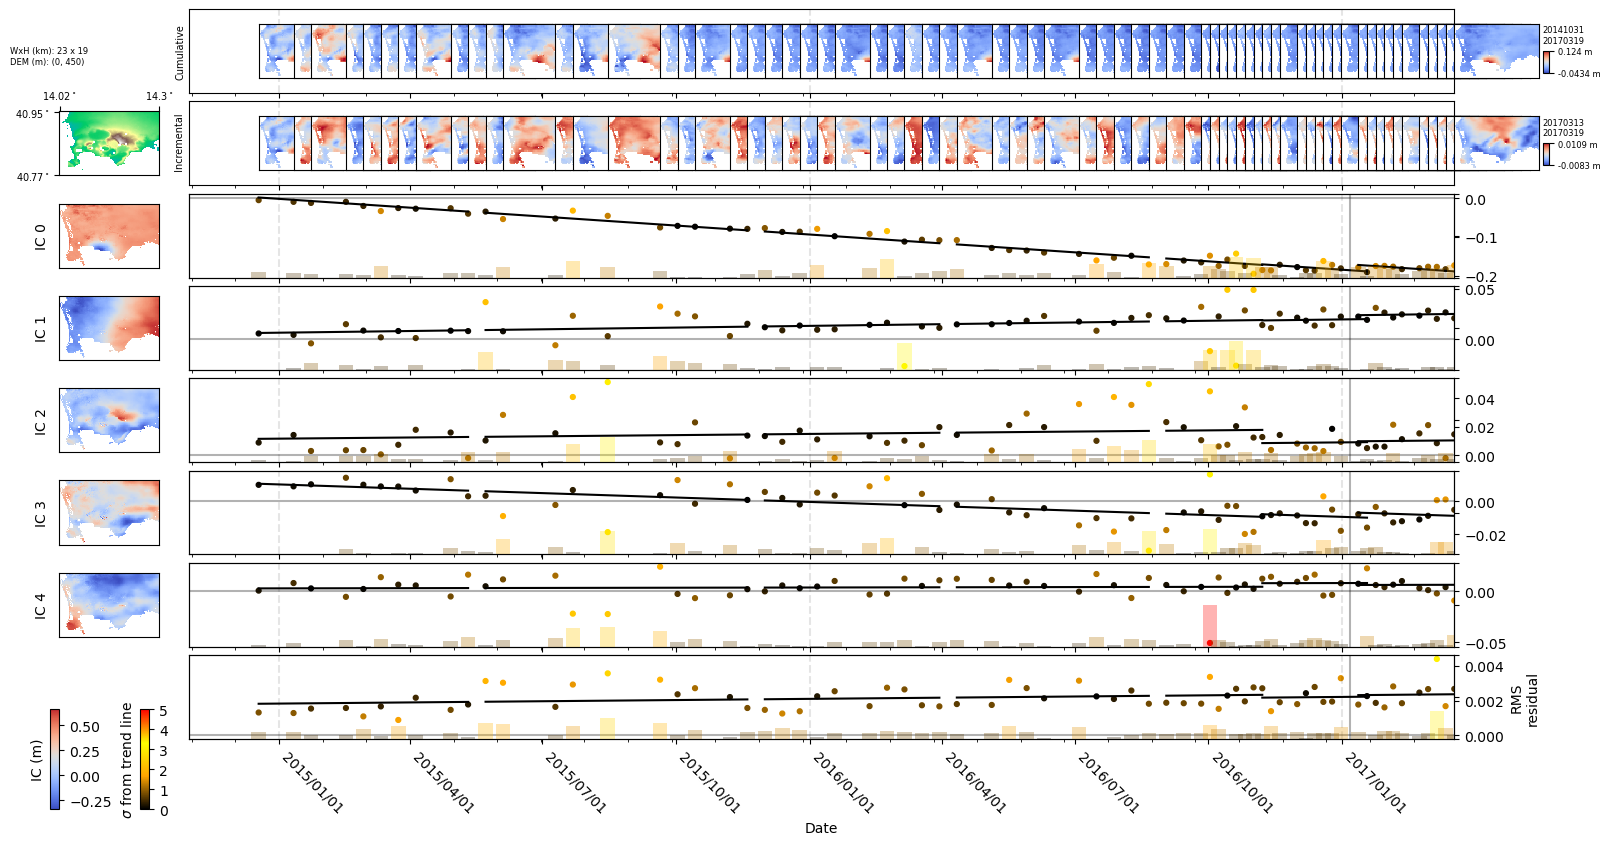 WxH (km): 23 x 19
DEM (m): (0, 450)
14.02° 14.3°
40.95°
40.77°
Cumulative
20141031
20170319
0.124 m
-0.0434 m
Incremental
20170313
20170319
0.0109 m
-0.0083 m
IC 0
0.0
−0.1
−0.2
IC 1
0.05
0.00
IC 2
0.04
0.02
0.00
IC 3
0.00
−0.02
IC 4
0.00
−0.05
0.004
0.002
0.000
RMS
residual
IC (m)
0.50
0.25
0.00
−0.25
σ from trend line
5
4
3
2
1
0
2015/01/01
2015/04/01
2015/07/01
2015/10/01
2016/01/01
2016/04/01
2016/07/01
2016/10/01
2017/01/01
Date